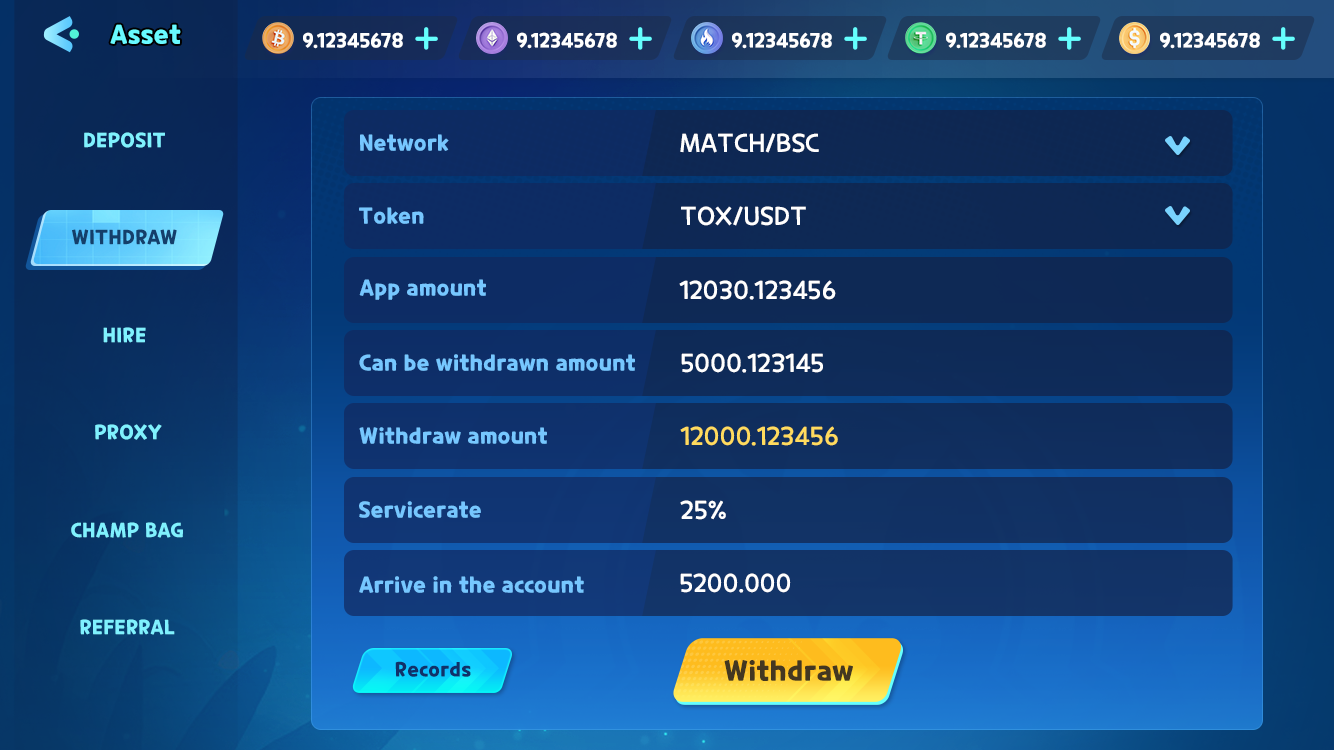 Asset
9.12345678
9.12345678
9.12345678
9.12345678
9.12345678
DEPOSIT
WITHDRAW
HIRE
PROXY
CHAMP BAG
REFERRAL
Network MATCH/BSC
Token TOX/USDT
App amount 12030.123456
Can be withdrawn amount 5000.123145
Withdraw amount 12000.123456
Servicerate 25%
Arrive in the account 5200.000
Records
Withdraw